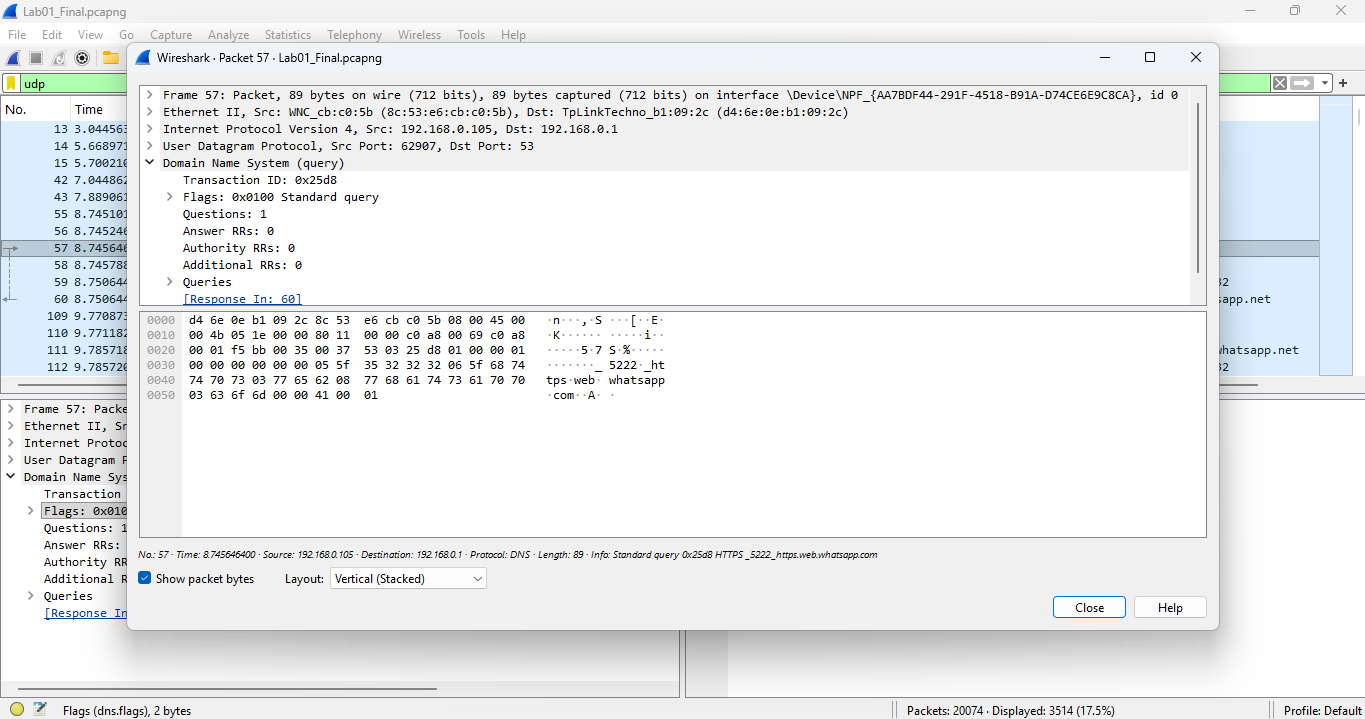 Lab01_Final.pcapng
File Edit View Go Capture Analyze Statistics Telephony Wireless Tools Help
udp
No. Time
13 3.044563
14 5.668971
15 5.700210
42 7.044862
43 7.889061
55 8.745101
56 8.745246
57 8.745646
58 8.745788
59 8.750644
60 8.750644
109 9.770873
110 9.771182
111 9.785718
112 9.785720
32
sapp.net
whatsapp.net
32
Wireshark · Packet 57 · Lab01_Final.pcapng
Frame 57: Packet, 89 bytes on wire (712 bits), 89 bytes captured (712 bits) on interface \Device\NPF_{AA7BDF44-291F-4518-B91A-D74CE6E9C8CA}, id 0
Ethernet II, Src: WNC_cb:c0:5b (8c:53:e6:cb:c0:5b), Dst: TpLinkTechno_b1:09:2c (d4:6e:0e:b1:09:2c)
Internet Protocol Version 4, Src: 192.168.0.105, Dst: 192.168.0.1
User Datagram Protocol, Src Port: 62907, Dst Port: 53
Domain Name System (query)
Transaction ID: 0x25d8
Flags: 0x0100 Standard query
Questions: 1
Answer RRs: 0
Authority RRs: 0
Additional RRs: 0
Queries
[Response In: 60]
0000 d4 6e 0e b1 09 2c 8c 53 e6 cb c0 5b 08 00 45 00 ·n···,·S ···[··E·
0010 00 4b 05 1e 00 00 80 11 00 00 c0 a8 00 69 c0 a8 ·K······ ·····i··
0020 00 01 f5 bb 00 35 00 37 53 03 25 d8 01 00 00 01 ·····5·7 S·%·····
0030 00 00 00 00 00 00 05 5f 35 32 32 32 06 5f 68 74 ·······_ 5222·_ht
0040 74 70 73 03 77 65 62 08 77 68 61 74 73 61 70 70 tps·web· whatsapp
0050 03 63 6f 6d 00 00 41 00 01 ·com··A· ·
No.: 57 · Time: 8.745646400 · Source: 192.168.0.105 · Destination: 192.168.0.1 · Protocol: DNS · Length: 89 · Info: Standard query 0x25d8 HTTPS _5222._https.web.whatsapp.com
Show packet bytes Layout: Vertical (Stacked)
Close Help
Frame 57: Packe
Ethernet II, Sr
Internet Protoc
User Datagram P
Domain Name Sys
Transaction
Flags: 0x010
Questions: 1
Answer RRs:
Authority RR
Additional R
Queries
[Response In
Flags (dns.flags), 2 bytes Packets: 20074 · Displayed: 3514 (17.5%) Profile: Default